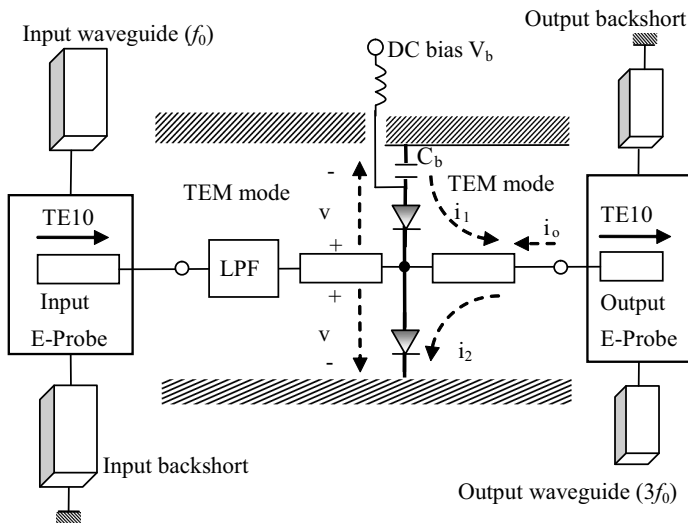 Input waveguide (f0)
Output backshort
DC bias Vb
Cb
-
TEM mode
TEM mode
TE10
v
i1
io
TE10
+
LPF
Input
E-Probe
+
v
-
i2
Output
E-Probe
Input backshort
Output waveguide (3f0)